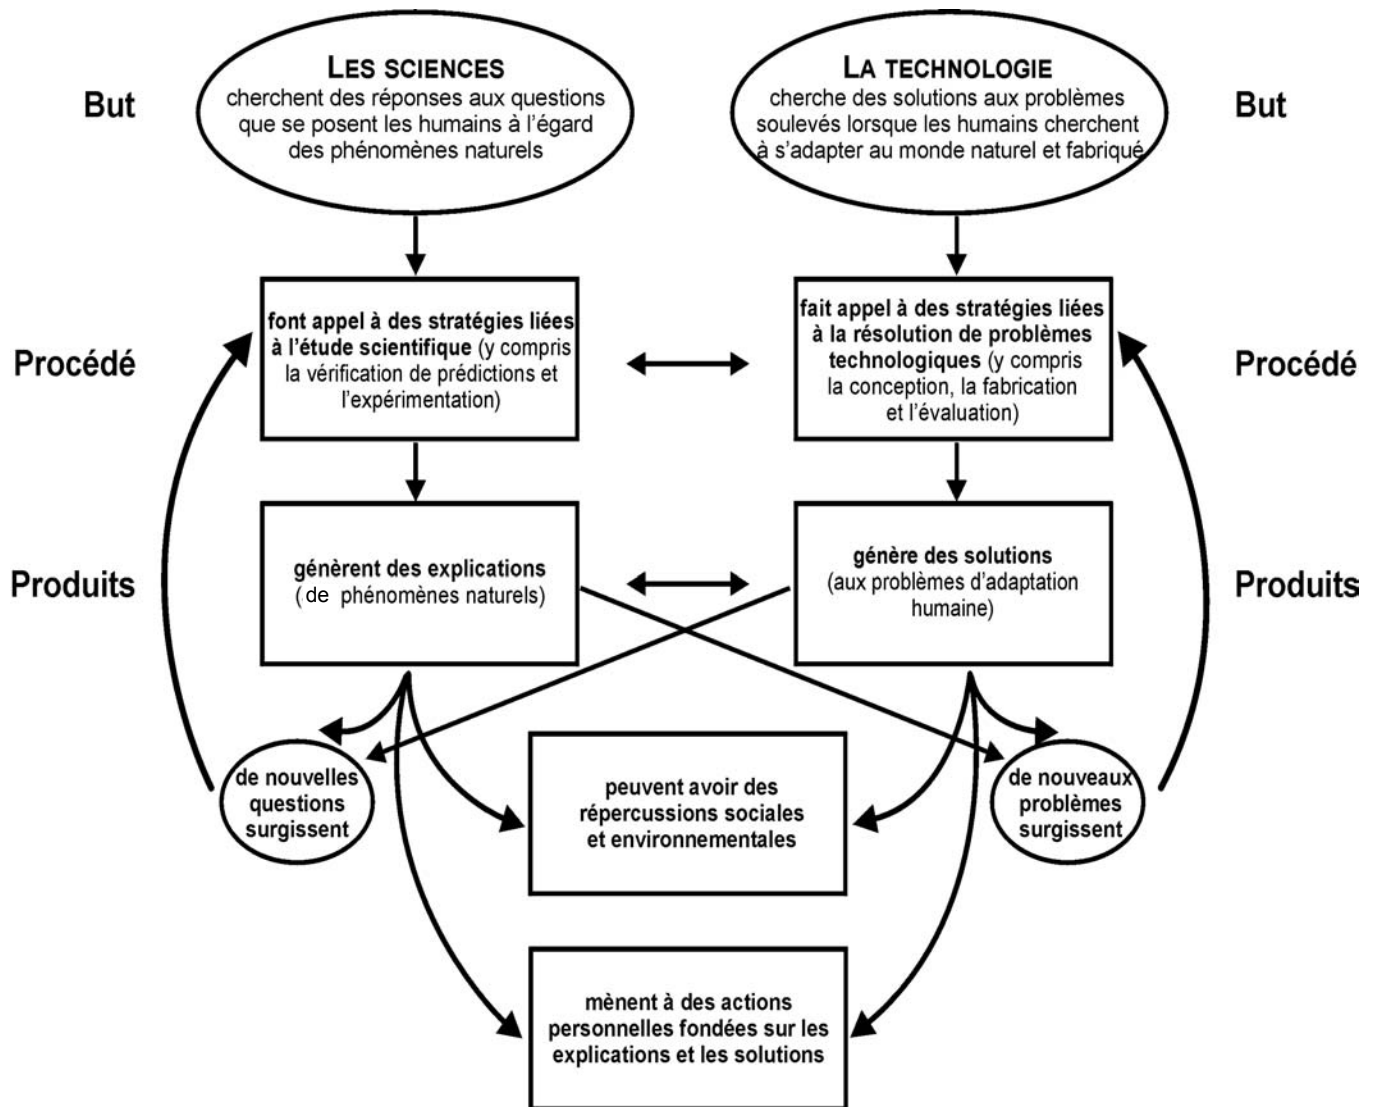 LES SCIENCES
cherchent des réponses aux questions
que se posent les humains à l'égard
des phénomènes naturels
LA TECHNOLOGIE
cherche des solutions aux problèmes
soulevés lorsque les humains cherchent
à s'adapter au monde naturel et fabriqué
But
But
font appel à des stratégies liées
à l'étude scientifique (y compris
la vérification de prédictions et
l'expérimentation)
fait appel à des stratégies liées
à la résolution de problèmes
technologiques (y compris
la conception, la fabrication
et l'évaluation)
Procédé
Procédé
génèrent des explications
( de phénomènes naturels)
génère des solutions
(aux problèmes d'adaptation
humaine)
Produits
Produits
de nouvelles
questions
surgissent
peuvent avoir des
répercussions sociales
et environnementales
de nouveaux
problèmes
surgissent
mènent à des actions
personnelles fondées sur les
explications et les solutions